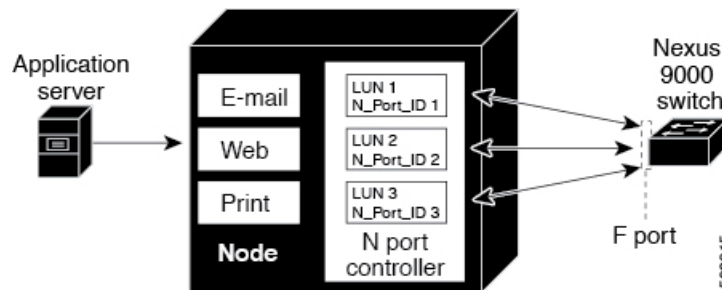 Application
server
E-mail
Web
Print
Node
LUN 1
N_Port_ID 1
LUN 2
N_Port_ID 2
LUN 3
N_Port_ID 3
N port
controller
Nexus
9000
switch
F port